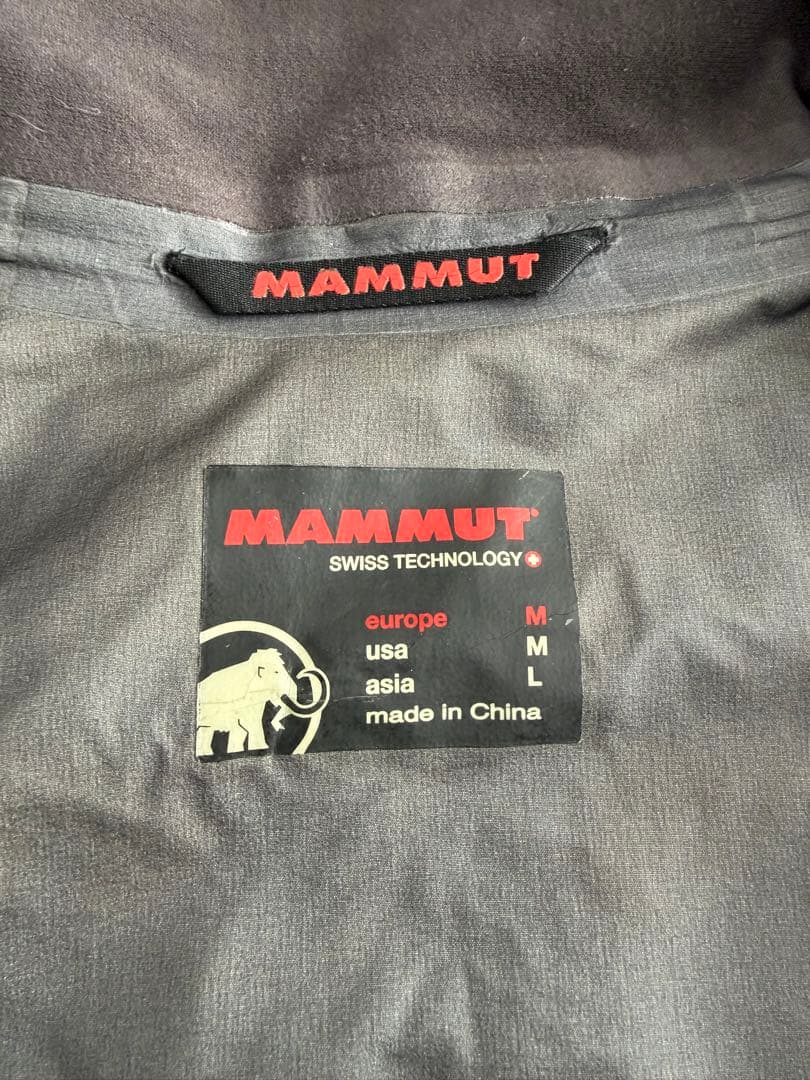 MAMMUT
MAMMUT
SWISS TECHNOLOGY
europe M
usa M
asia L
made in China